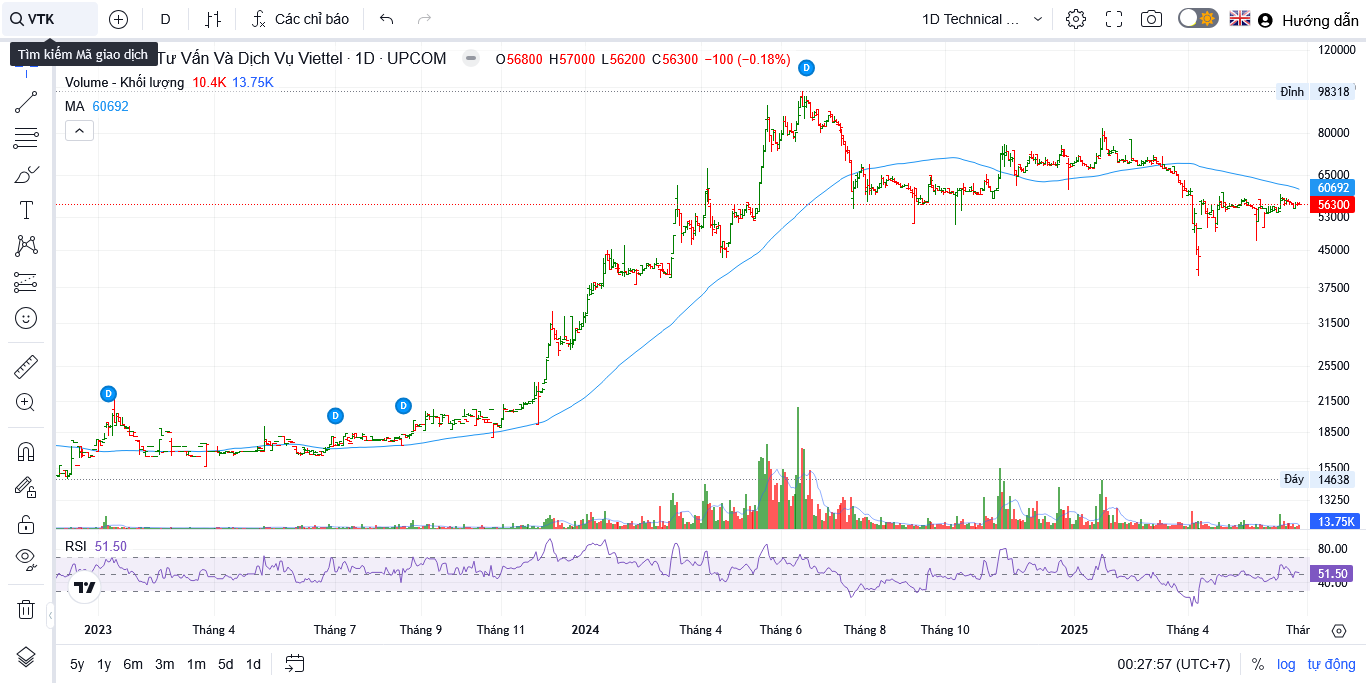 VTK D Các chỉ báo 1D Technical ... Hướng dẫn
Tìm kiếm Mã giao dịch
Tư Vấn Và Dịch Vụ Viettel · 1D · UPCOM O56800 H57000 L56200 C56300 −100 (−0.18%)
Volume - Khối lượng 10.4K 13.75K
MA 60692
120000
Đỉnh 98318
80000
65000
60692
56300
53000
45000
37500
31500
25500
21500
18500
15500
Đáy 14638
13250
13.75K
D
D
D
D
RSI 51.50
80.00
51.50
40.00
2023 Tháng 4 Tháng 7 Tháng 9 Tháng 11 2024 Tháng 4 Tháng 6 Tháng 8 Tháng 10 2025 Tháng 4 Thár
5y 1y 6m 3m 1m 5d 1d 00:27:57 (UTC+7) % log tự động